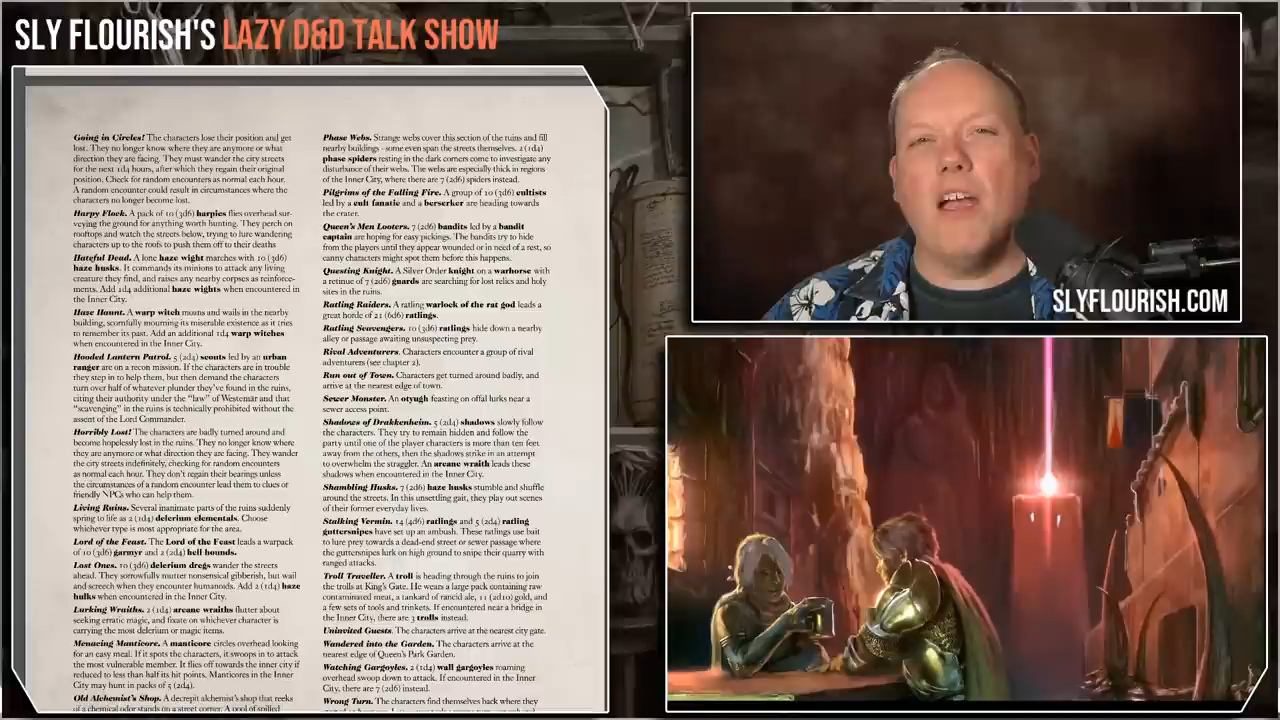 SLY FLOURISH'S LAZY D&D TALK SHOW
Going in Circles! The characters lose their position and get
lost. They no longer know where they are anymore or what
direction they are facing. They must wander the city streets
for the next 1d4 hours, after which they regain their original
position. Check for random encounters as normal each hour.
A random encounter could result in circumstances where the
characters no longer become lost.
Harpy Flock. A pack of 10 (3d6) harpies flies overhead sur-
veying the ground for anything worth hunting. They perch on
rooftops and watch the streets below, trying to lure wandering
characters up to the roofs to push them off to their deaths
Hateful Dead. A lone haze wight marches with 10 (3d6)
haze husks. It commands its minions to attack any living
creature they find, and raises any nearby corpses as reinforce-
ments. Add 1d4 additional haze wights when encountered in
the Inner City.
Haze Haunt. A warp witch moans and wails in the nearby
building, scornfully mourning its miserable existence as it tries
to remember its past. Add an additional 1d4 warp witches
when encountered in the Inner City.
Hooded Lantern Patrol. 5 (2d4) scouts led by an urban
ranger are on a recon mission. If the characters are in trouble
they step in to help them, but then demand the characters
turn over half of whatever plunder they've found in the ruins,
citing their authority under the "law" of Westemär and that
"scavenging" in the ruins is technically prohibited without the
assent of the Lord Commander.
Horribly Lost! The characters are badly turned around and
become hopelessly lost in the ruins. They no longer know where
they are anymore or what direction they are facing. They wander
the city streets indefinitely, checking for random encounters
as normal each hour. They don't regain their bearings unless
the circumstances of a random encounter lead them to clues or
friendly NPCs who can help them.
Living Ruins. Several inanimate parts of the ruins suddenly
spring to life as 2 (1d4) delerium elementals. Choose
whichever type is most appropriate for the area.
Lord of the Feast. The Lord of the Feast leads a warpack
of 10 (3d6) garmyr and 2 (2d4) hell hounds.
Lost Ones. 10 (3d6) delerium dregs wander the streets
ahead. They sorrowfully mutter nonsensical gibberish, but wail
and screech when they encounter humanoids. Add 2 (1d4) haze
hulks when encountered in the Inner City.
Lurking Wraiths. 2 (1d4) arcane wraiths flutter about
seeking erratic magic, and fixate on whichever character is
carrying the most delerium or magic items.
Menacing Manticore. A manticore circles overhead looking
for an easy meal. If it spots the characters, it swoops in to attack
the most vulnerable member. It flies off towards the inner city if
reduced to less than half its hit points. Manticores in the Inner
City may hunt in packs of 5 (2d4).
Old Alchemist's Shop. A decrepit alchemist's shop that reeks
of a chemical odor stands on a street corner. A pool of spilled
Phase Webs. Strange webs cover this section of the ruins and fill
nearby buildings - some even span the streets themselves. 2 (1d4)
phase spiders resting in the dark corners come to investigate any
disturbance of their webs. The webs are especially thick in regions
of the Inner City, where there are 7 (2d6) spiders instead.
Pilgrims of the Falling Fire. A group of 10 (3d6) cultists
led by a cult fanatic and a berserker are heading towards
the crater.
Queen's Men Looters. 7 (2d6) bandits led by a bandit
captain are hoping for easy pickings. The bandits try to hide
from the players until they appear wounded or in need of a rest, so
canny characters might spot them before this happens.
Questing Knight. A Silver Order knight on a warhorse with
a retinue of 7 (2d6) guards are searching for lost relics and holy
sites in the ruins.
Ratling Raiders. A ratling warlock of the rat god leads a
great horde of 21 (6d6) ratlings.
Ratling Scavengers. 10 (3d6) ratlings hide down a nearby
alley or passage awaiting unsuspecting prey.
Rival Adventurers. Characters encounter a group of rival
adventurers (see chapter 2).
Run out of Town. Characters get turned around badly, and
arrive at the nearest edge of town.
Sewer Monster. An otyugh feasting on offal lurks near a
sewer access point.
Shadows of Drakkenheim. 5 (2d4) shadows slowly follow
the characters. They try to remain hidden and follow the
party until one of the player characters is more than ten feet
away from the others, then the shadows strike in an attempt
to overwhelm the straggler. An arcane wraith leads these
shadows when encountered in the Inner City.
Shambling Husks. 7 (2d6) haze husks stumble and shuffle
around the streets. In this unsettling gait, they play out scenes
of their former everyday lives.
Stalking Vermin. 14 (4d6) ratlings and 5 (2d4) ratling
guttersnipes have set up an ambush. These ratlings use bait
to lure prey towards a dead-end street or sewer passage where
the guttersnipes lurk on high ground to snipe their quarry with
ranged attacks.
Troll Traveller. A troll is heading through the ruins to join
the trolls at King's Gate. He wears a large pack containing raw
contaminated meat, a tankard of rancid ale, 11 (2d10) gold, and
a few sets of tools and trinkets. If encountered near a bridge in
the Inner City, there are 3 trolls instead.
Uninvited Guests. The characters arrive at the nearest city gate.
Wandered into the Garden. The characters arrive at the
nearest edge of Queen's Park Garden.
Watching Gargoyles. 2 (1d4) wall gargoyles roaming
overhead swoop down to attack. If encountered in the Inner
City, there are 7 (2d6) instead.
Wrong Turn. The characters find themselves back where they
SLYFLOURISH.COM